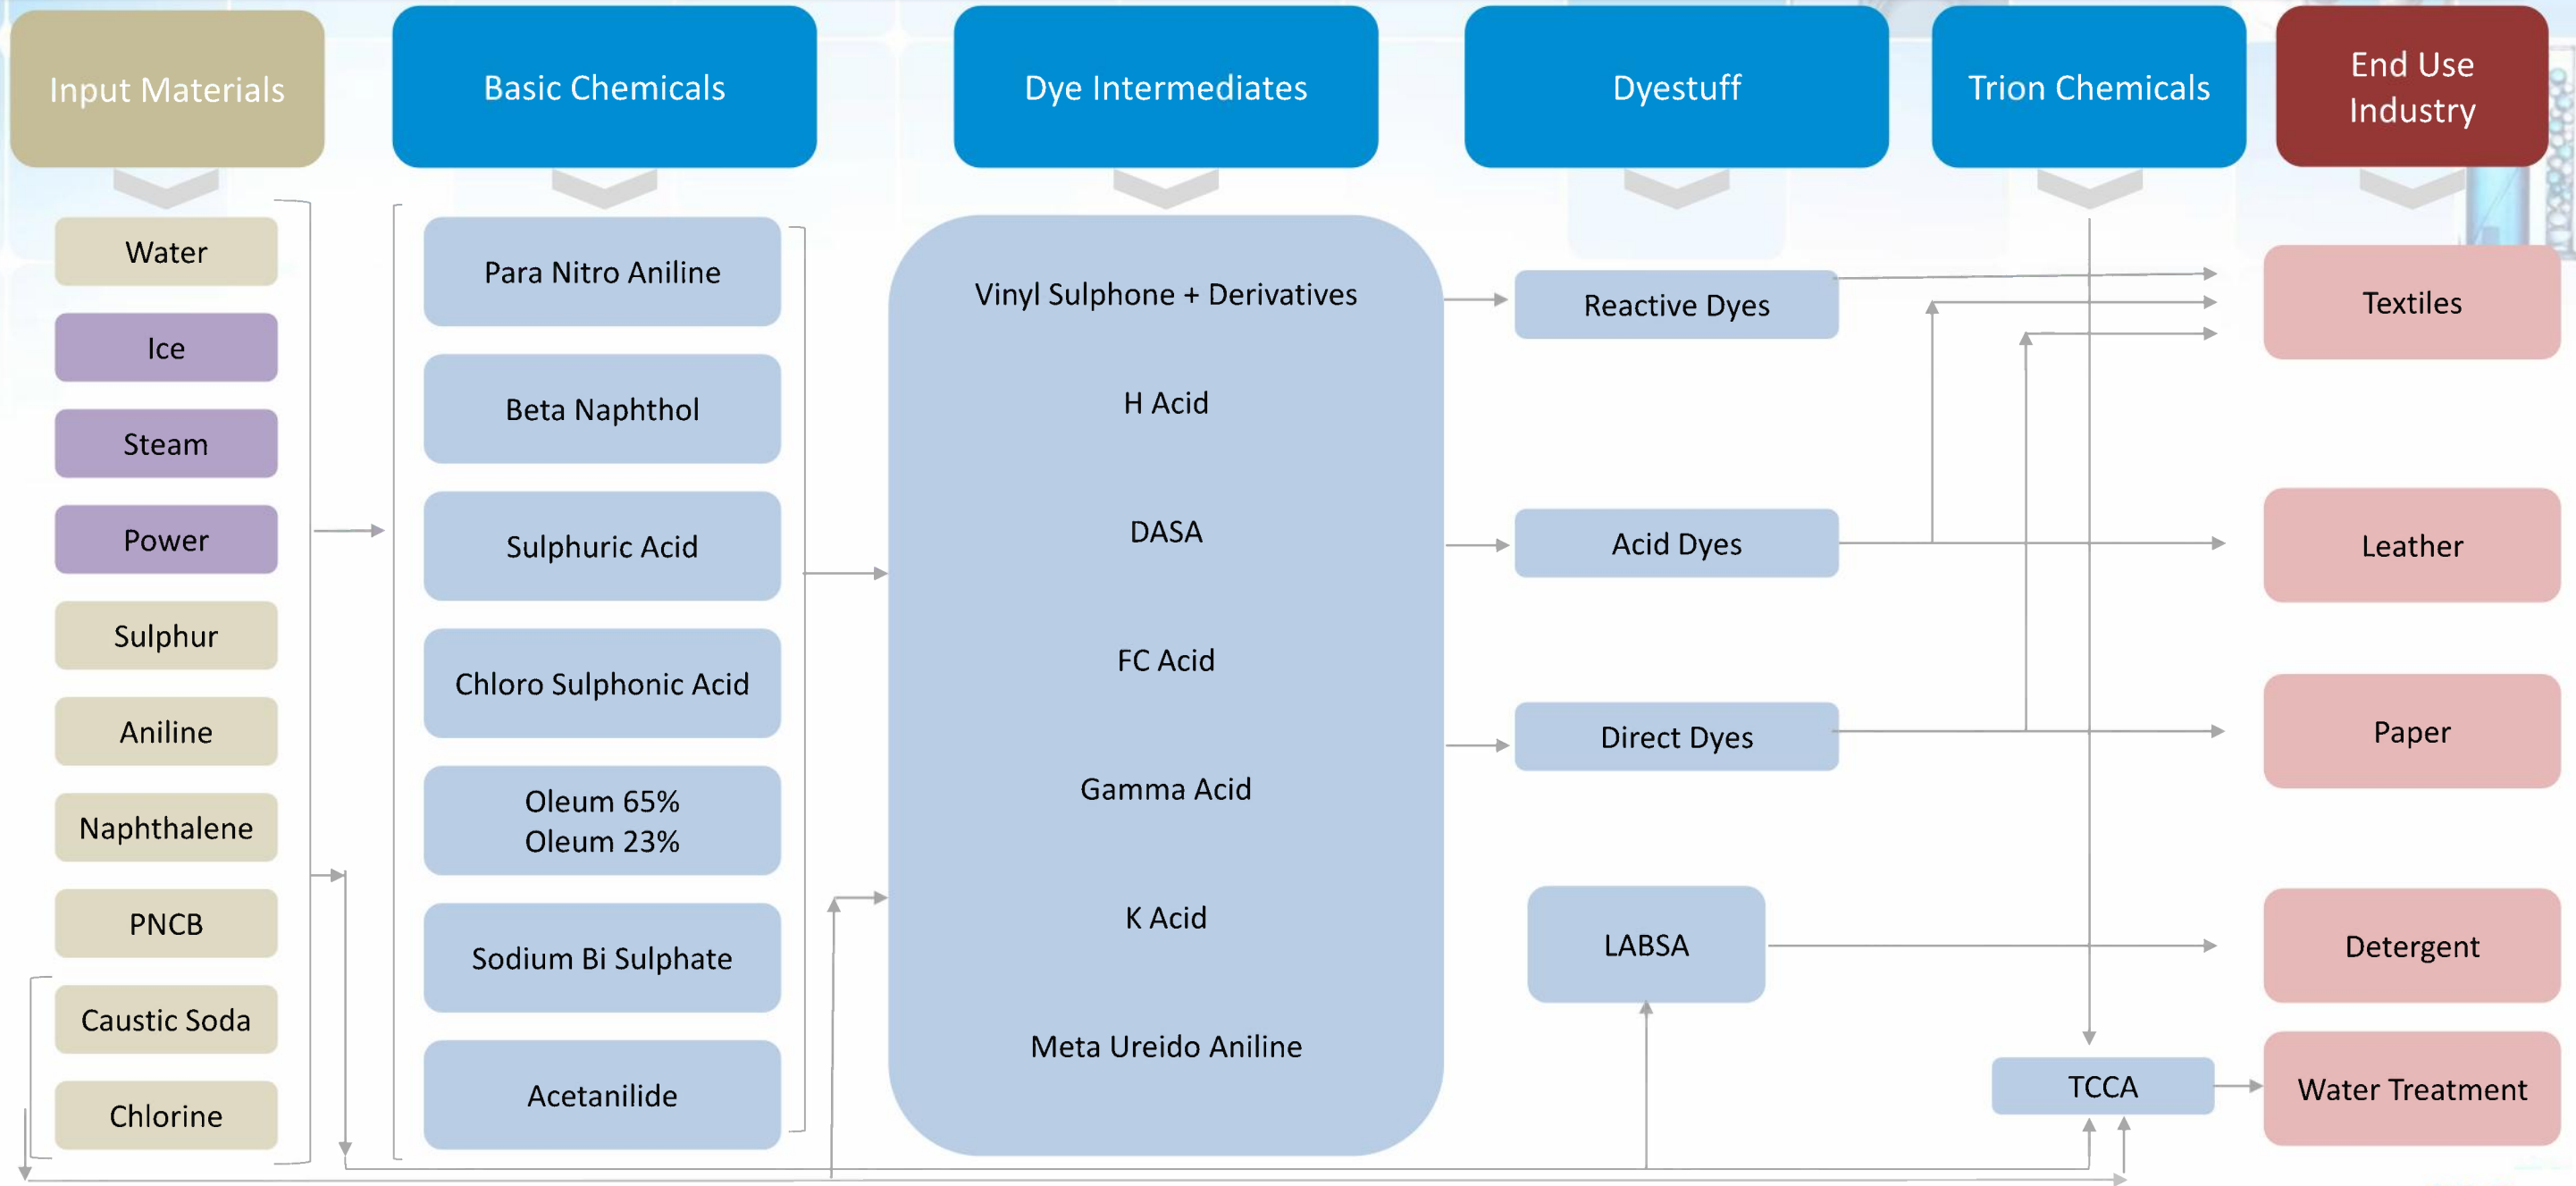 Input Materials
Basic Chemicals
Dye Intermediates
Dyestuff
Trion Chemicals
End Use
Industry
Water
Ice
Steam
Power
Sulphur
Aniline
Naphthalene
PNCB
Caustic Soda
Chlorine
Para Nitro Aniline
Beta Naphthol
Sulphuric Acid
Chloro Sulphonic Acid
Oleum 65%
Oleum 23%
Sodium Bi Sulphate
Acetanilide
Vinyl Sulphone + Derivatives
H Acid
DASA
FC Acid
Gamma Acid
K Acid
Meta Ureido Aniline
Reactive Dyes
Acid Dyes
Direct Dyes
LABSA
TCCA
Textiles
Leather
Paper
Detergent
Water Treatment